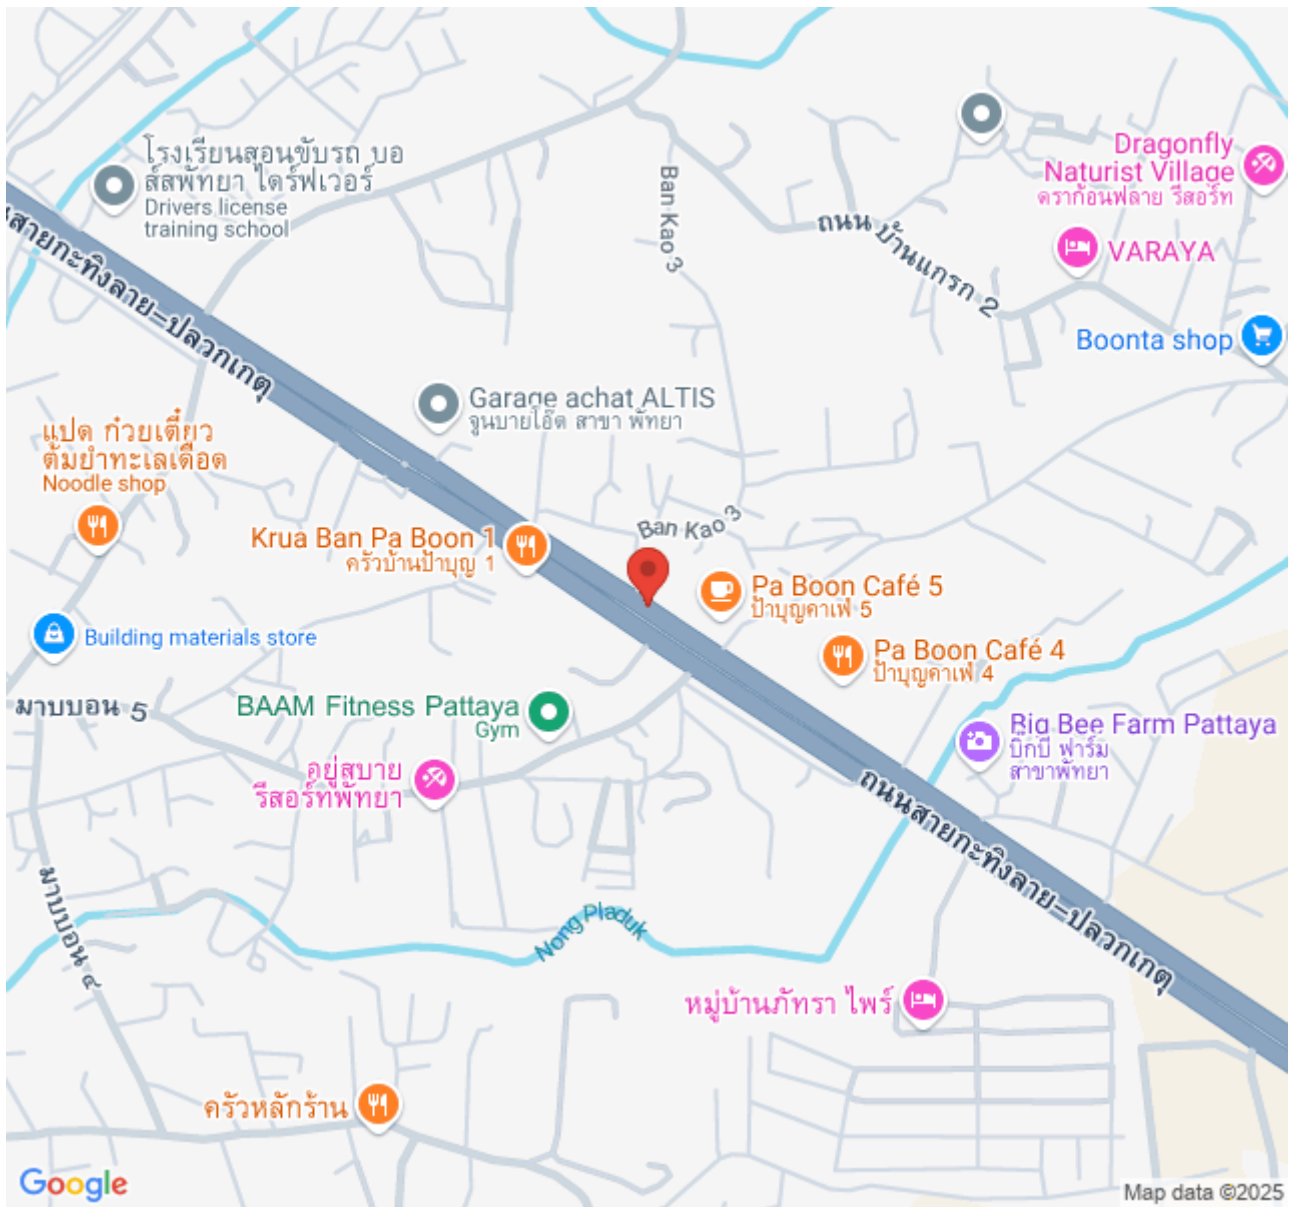 โรงเรียนสอนขับรถ บอ
ส์สพัทยา ไดร์ฟเวอร์
Drivers license
training school
Ban Kao 3
Dragonfly
Naturist Village
ดราก้อนฟลาย รีสอร์ท
ถนน บ้านแกรก 2
VARAYA
นสายกะทิงลาย–ปลวกเกตุ
Boonta shop
Garage achat ALTIS
จูนบายโอ๊ต สาขา พัทยา
แปด ก๋วยเตี๋ยว
ต้มยำทะเลเดือด
Noodle shop
Ban Kao 3
Krua Ban Pa Boon 1
ครัวบ้านป้าบุญ 1
Pa Boon Café 5
ป้าบุญคาเฟ่ 5
Building materials store
Pa Boon Café 4
ป้าบุญคาเฟ่ 4
มาบบอน 5
BAAM Fitness Pattaya
Gym
Big Bee Farm Pattaya
บิ๊กบี ฟาร์ม
สาขาพัทยา
อยู่สบาย
รีสอร์ทพัทยา
ถนนสายกะทิงลาย–ปลวกเกตุ
มาบบอน ๔
Nong Pladuk
หมู่บ้านภัทรา ไพร์
ครัวหลักร้าน
Google
Map data ©2025